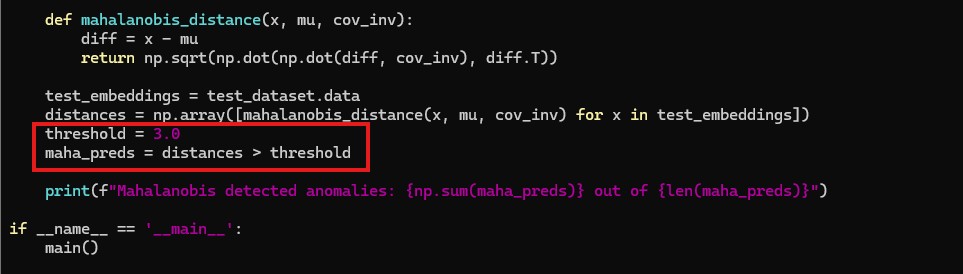 def mahalanobis_distance(x, mu, cov_inv):
diff = x - mu
return np.sqrt(np.dot(np.dot(diff, cov_inv), diff.T))
test_embeddings = test_dataset.data
distances = np.array([mahalanobis_distance(x, mu, cov_inv) for x in test_embeddings])
threshold = 3.0
maha_preds = distances > threshold
print(f"Mahalanobis detected anomalies: {np.sum(maha_preds)} out of {len(maha_preds)}")
if __name__ == '__main__':
main()